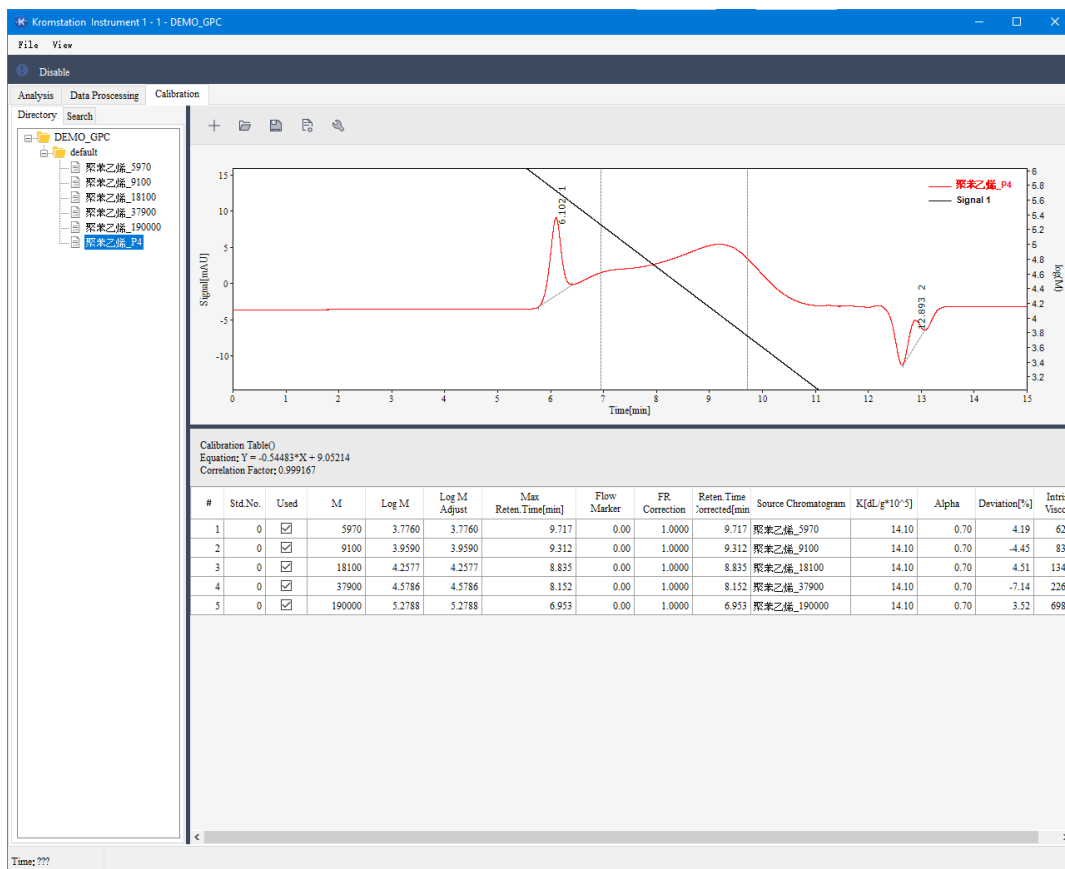 Kromstation Instrument 1 - 1 - DEMO_GPC
File View
Disable
Analysis Data Proscessing Calibration
Directory Search
DEMO_GPC
default
聚苯乙烯_5970
聚苯乙烯_9100
聚苯乙烯_18100
聚苯乙烯_37900
聚苯乙烯_190000
聚苯乙烯_P4
15
10
5
0
-5
-10
Signal[mAU]
6.102 1
12.893 2
聚苯乙烯_P4
Signal 1
6
5.8
5.6
5.4
5.2
5
4.8
4.6
4.4
4.2
4
3.8
3.6
3.4
3.2
log(M)
0 1 2 3 4 5 6 7 8 9 10 11 12 13 14 15
Time[min]
Calibration Table()
Equation: Y = -0.54483*X + 9.05214
Correlation Factor: 0.999167
# Std.No. Used M Log M Log M Adjust Max Reten.Time[min] Flow Marker FR Correction Reten.Time Corrected[min Source Chromatogram K[dL/g*10^5] Alpha Deviation[%] Intri Visco
1 0 5970 3.7760 3.7760 9.717 0.00 1.0000 9.717 聚苯乙烯_5970 14.10 0.70 4.19 62
2 0 9100 3.9590 3.9590 9.312 0.00 1.0000 9.312 聚苯乙烯_9100 14.10 0.70 -4.45 83
3 0 18100 4.2577 4.2577 8.835 0.00 1.0000 8.835 聚苯乙烯_18100 14.10 0.70 4.51 134
4 0 37900 4.5786 4.5786 8.152 0.00 1.0000 8.152 聚苯乙烯_37900 14.10 0.70 -7.14 226
5 0 190000 5.2788 5.2788 6.953 0.00 1.0000 6.953 聚苯乙烯_190000 14.10 0.70 3.52 698
Time: ???